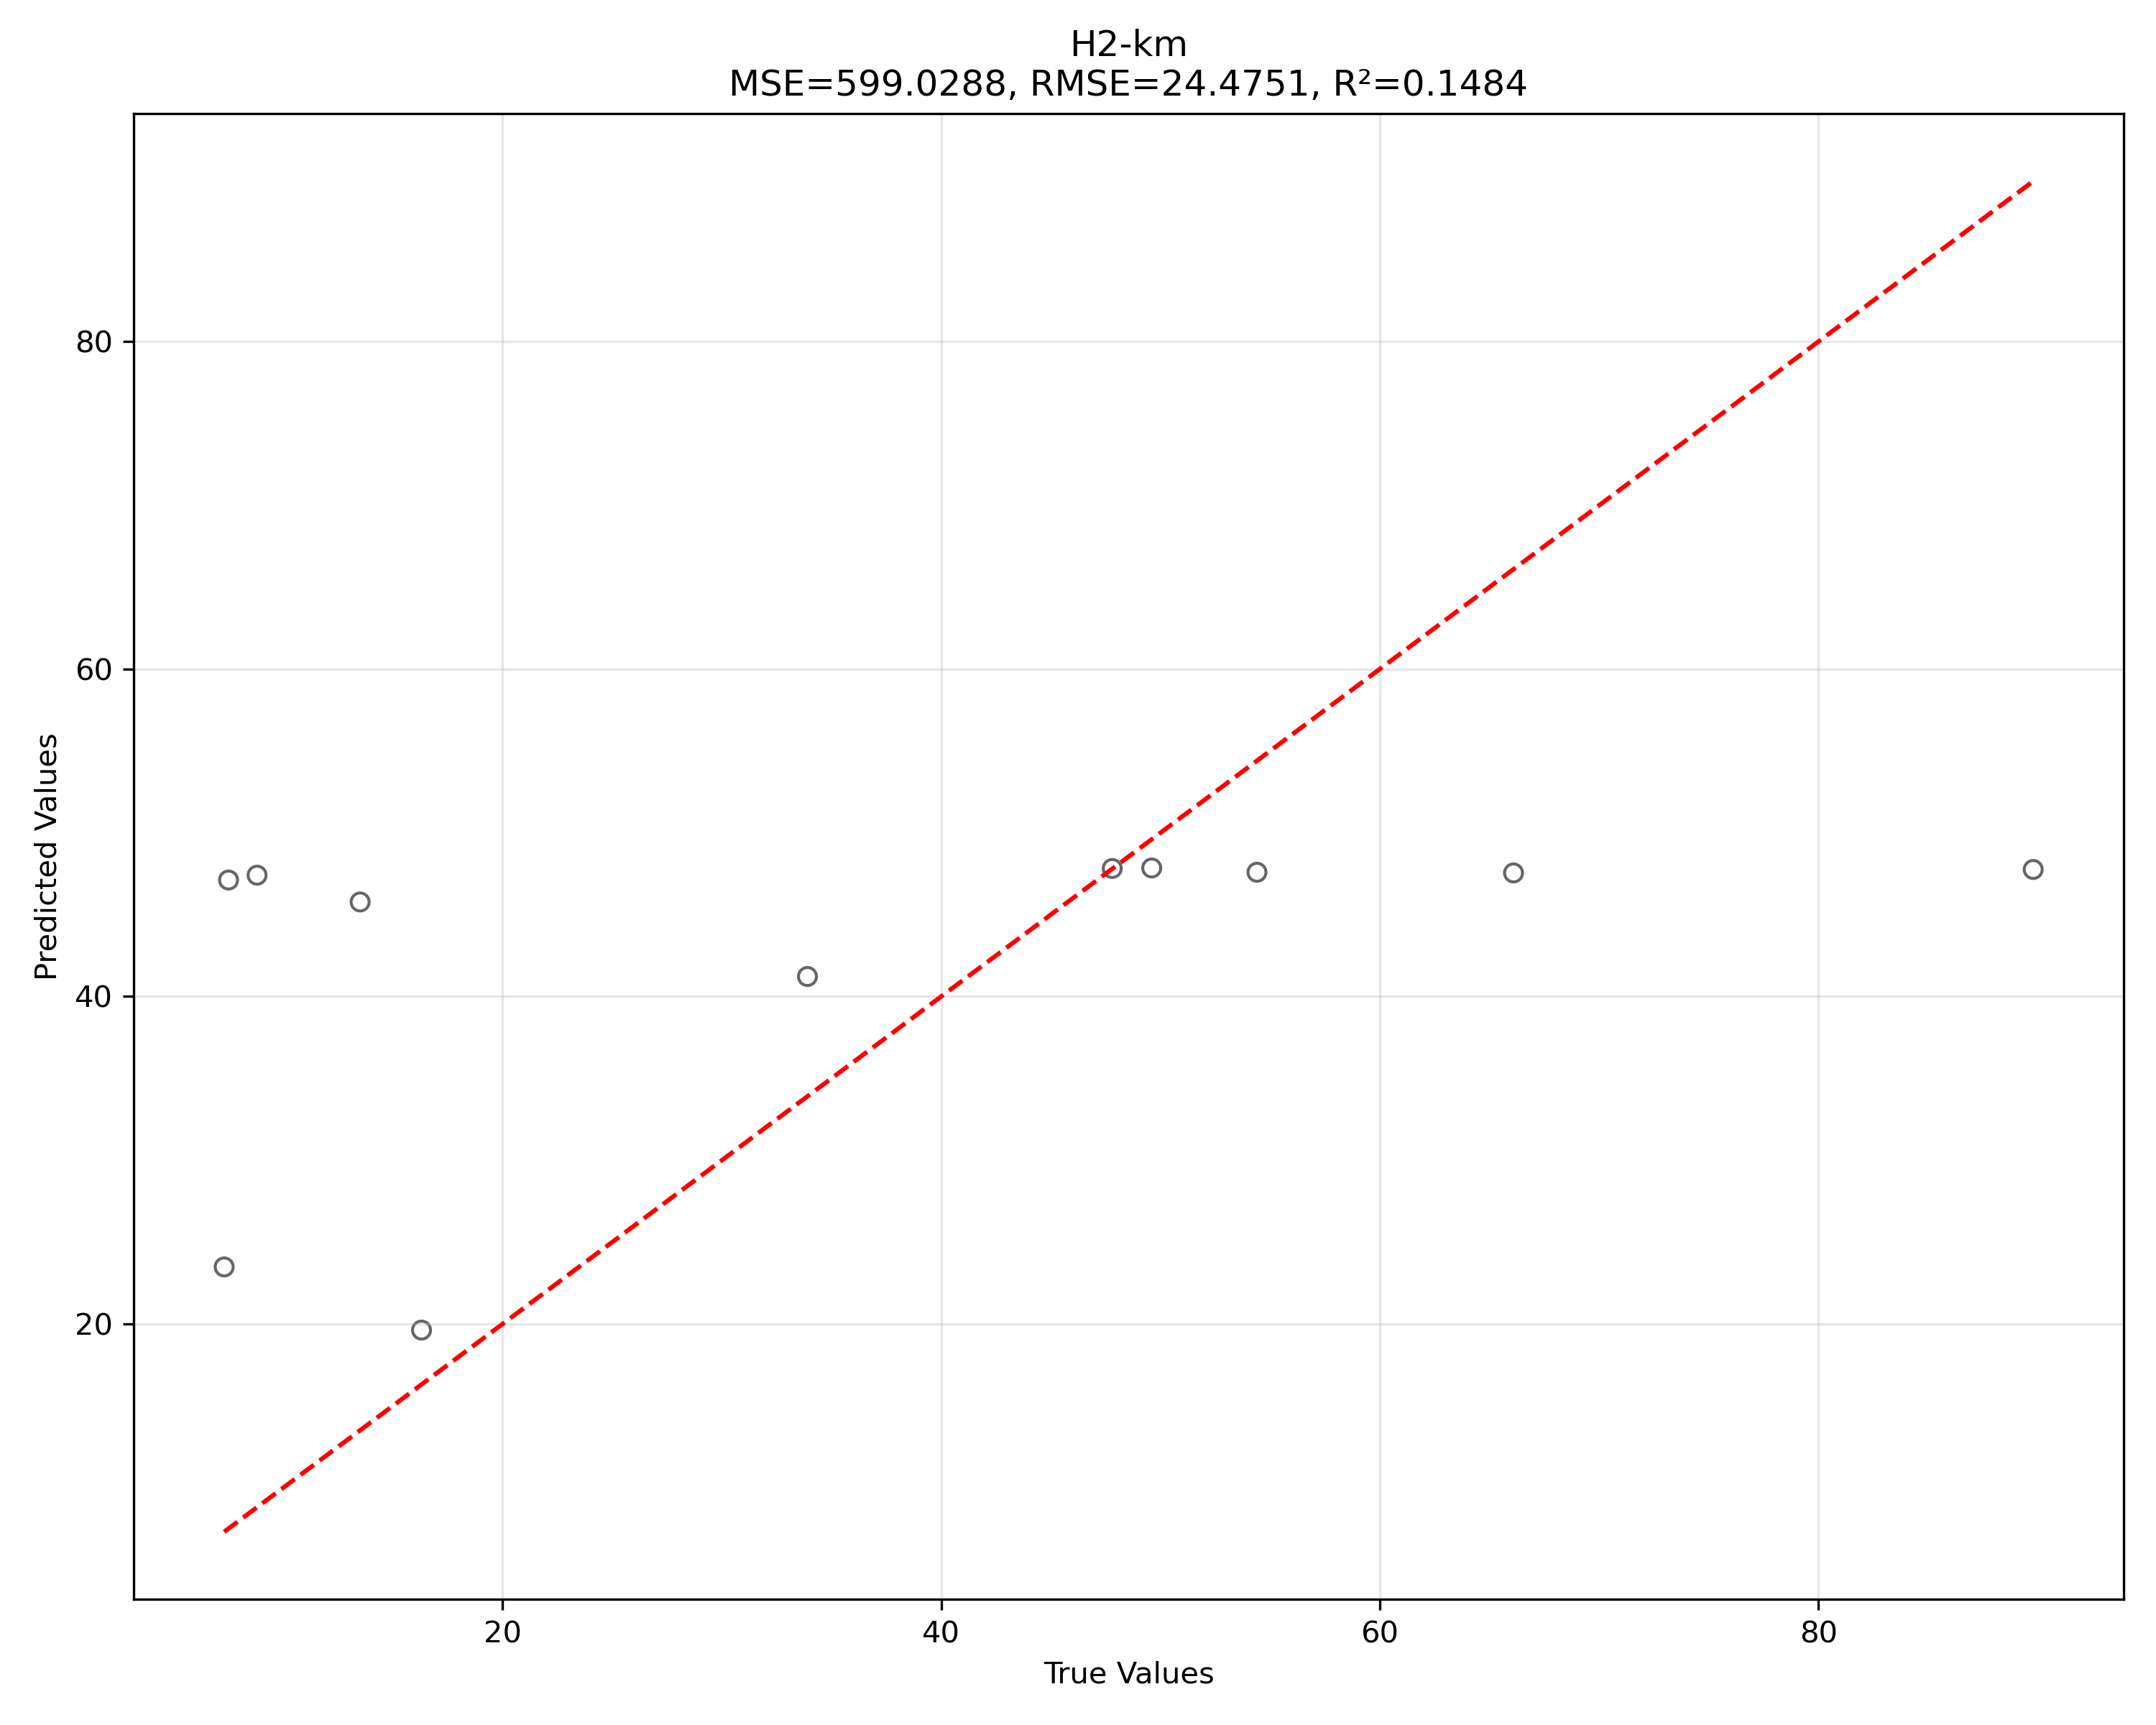 H2-km
MSE=599.0288, RMSE=24.4751, R²=0.1484
80
60
40
20
Predicted Values
20 40 60 80
True Values